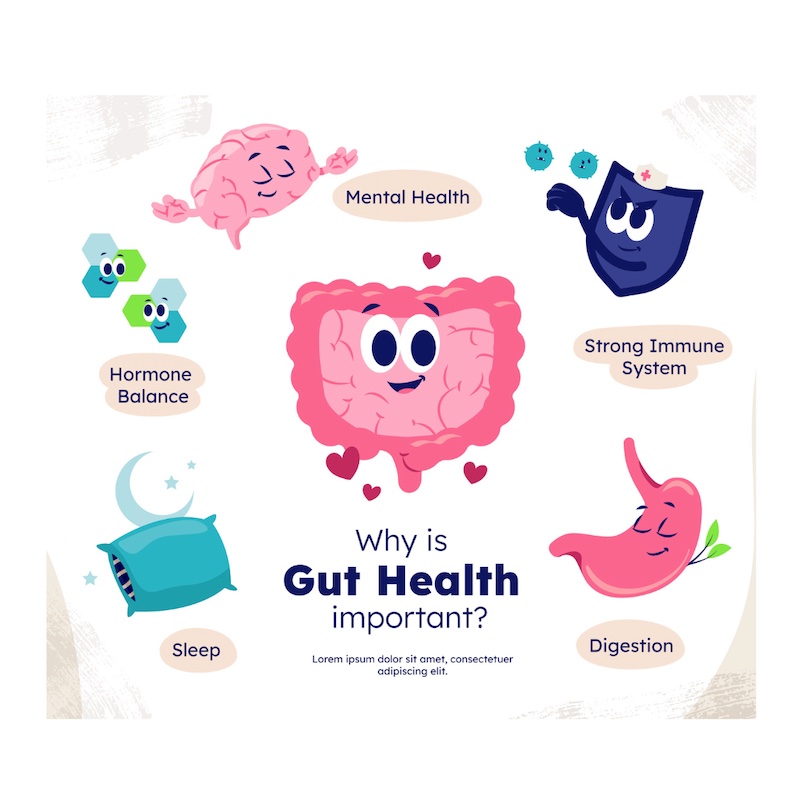 Mental Health
Hormone
Balance
Strong Immune
System
Why is
Gut Health
important?
Lorem ipsum dolor sit amet, consectetuer
adipiscing elit.
Sleep
Digestion